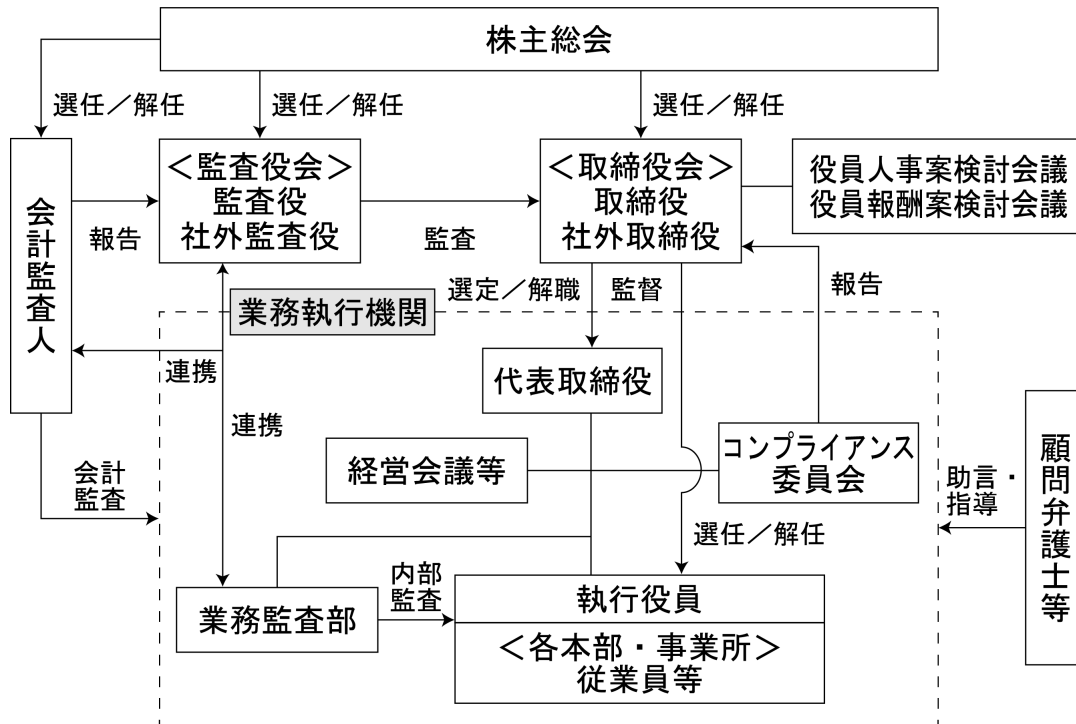 株主総会
選任／解任
選任／解任
選任／解任
会計監査人
＜監査役会＞
監査役
社外監査役
＜取締役会＞
取締役
社外取締役
役員人事案検討会議
役員報酬案検討会議
報告
監査
選定／解職
監督
報告
業務執行機関
連携
代表取締役
連携
経営会議等
コンプライアンス
委員会
顧問弁護士等
会計
監査
助言・
指導
選任／解任
内部
監査
業務監査部
執行役員
＜各本部・事業所＞
従業員等